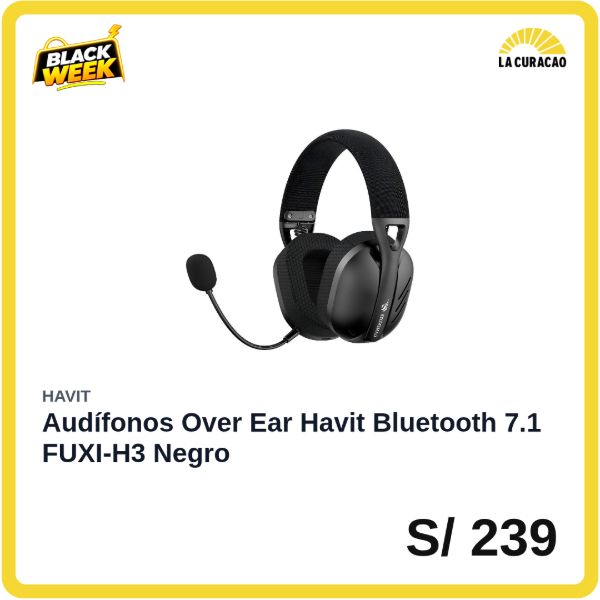 BLACK
WEEK
LA CURACAO
HAVIT
Audífonos Over Ear Havit Bluetooth 7.1
FUXI-H3 Negro
S/ 239